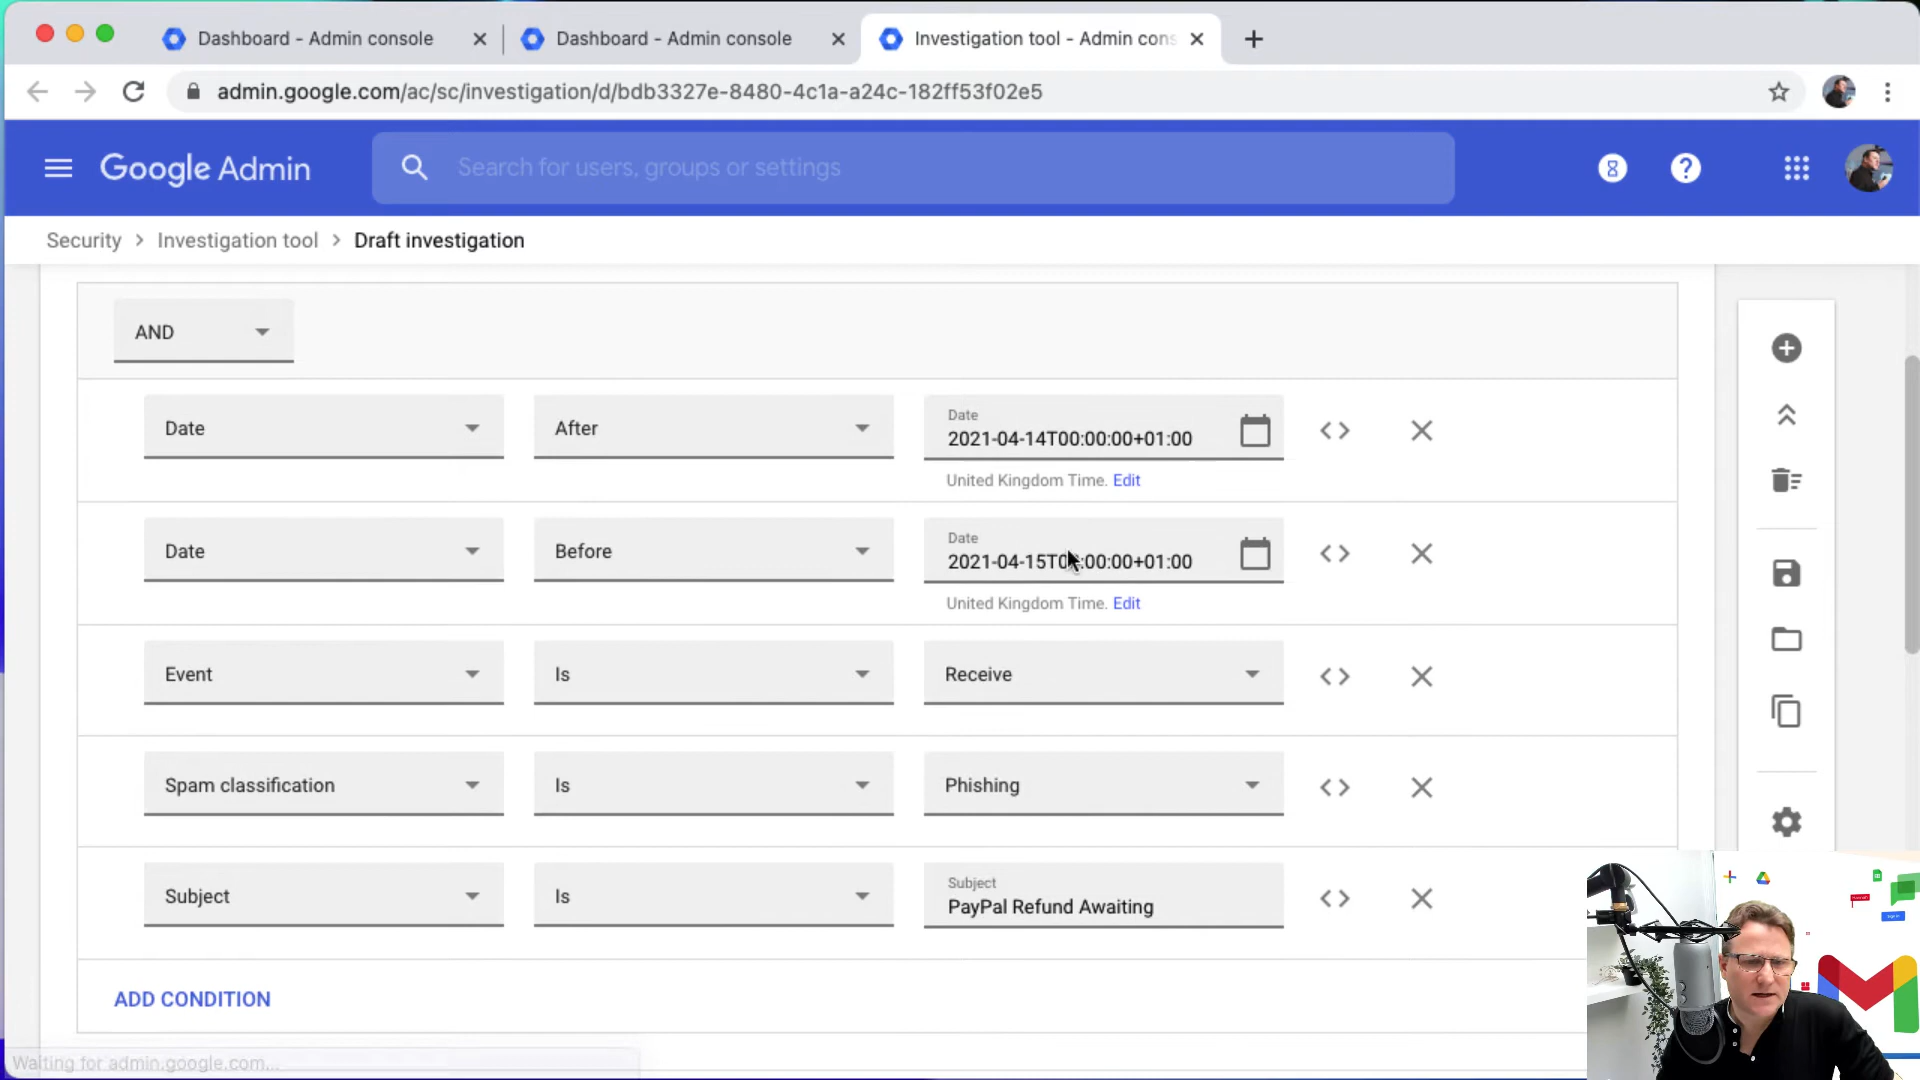 Dashboard - Admin console
Dashboard - Admin console
Investigation tool - Admin cons
admin.google.com/ac/sc/investigation/d/bdb3327e-8480-4c1a-a24c-182ff53f02e5
Google Admin
Search for users, groups or settings
Security > Investigation tool > Draft investigation
AND
Date After Date
2021-04-14T00:00:00+01:00
United Kingdom Time. Edit
Date Before Date
2021-04-15T00:00:00+01:00
United Kingdom Time. Edit
Event Is Receive
Spam classification Is Phishing
Subject Is Subject
PayPal Refund Awaiting
ADD CONDITION
Waiting for admin.google.com...